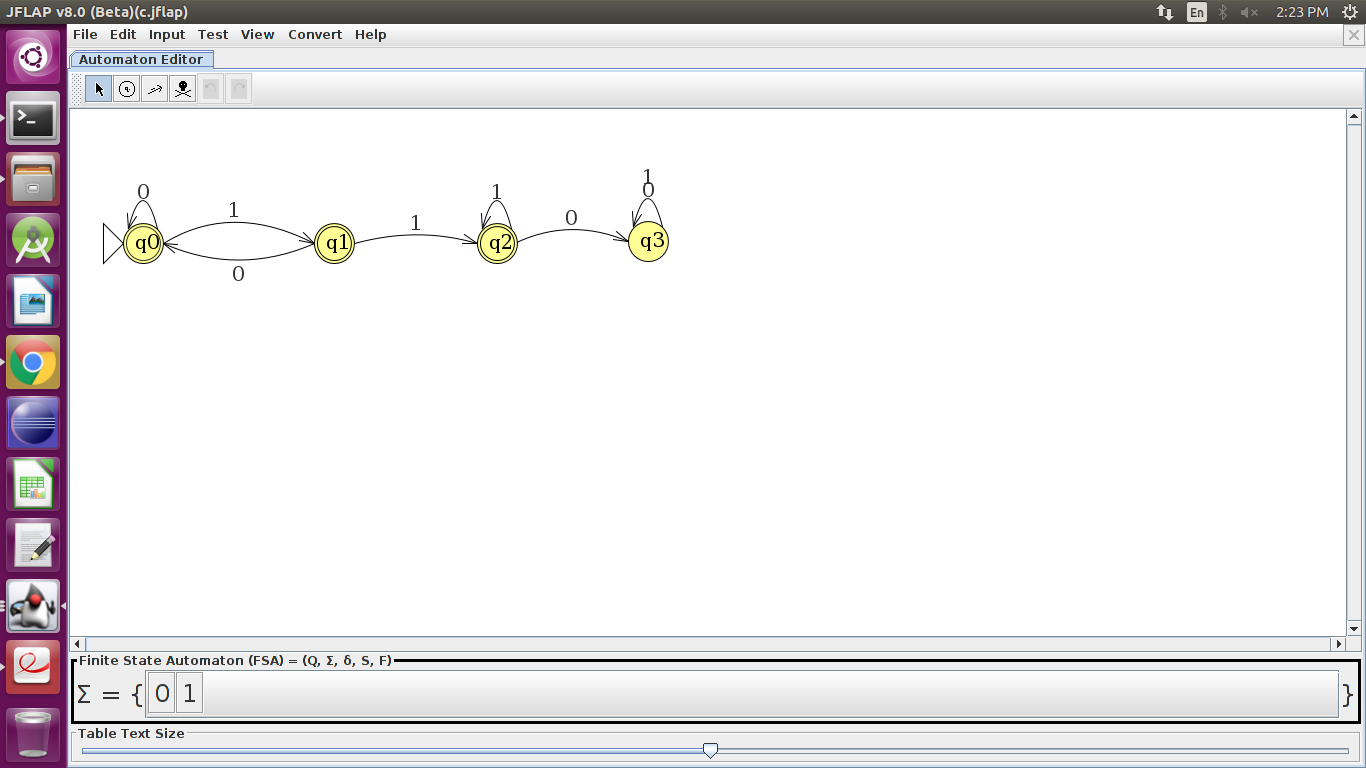 JFLAP v8.0 (Beta)(c.jflap)
En
2:23 PM
File Edit Input Test View Convert Help
Automaton Editor
0
1
1
1
0
1
0
q0
q1
q2
q3
0
Finite State Automaton (FSA) = (Q, Σ, δ, S, F)
Σ = { 0 1 }
Table Text Size